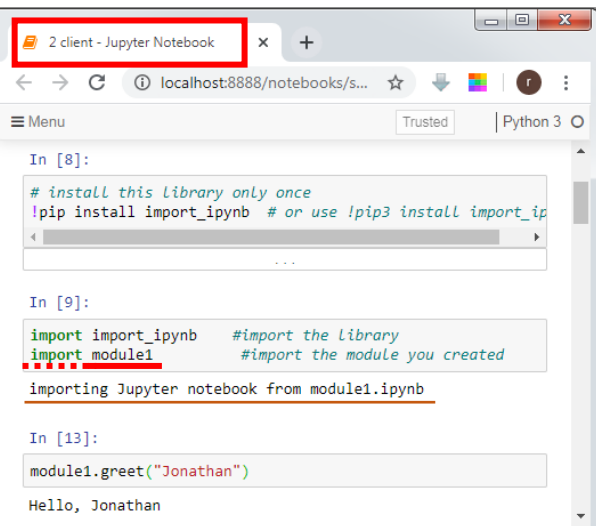 2 client - Jupyter Notebook
localhost:8888/notebooks/s...
r
Menu
Trusted
Python 3
In [8]:
# install this library only once
!pip install import_ipynb # or use !pip3 install import_ip
...
In [9]:
import import_ipynb #import the library
import module1 #import the module you created
importing Jupyter notebook from module1.ipynb
In [13]:
module1.greet("Jonathan")
Hello, Jonathan